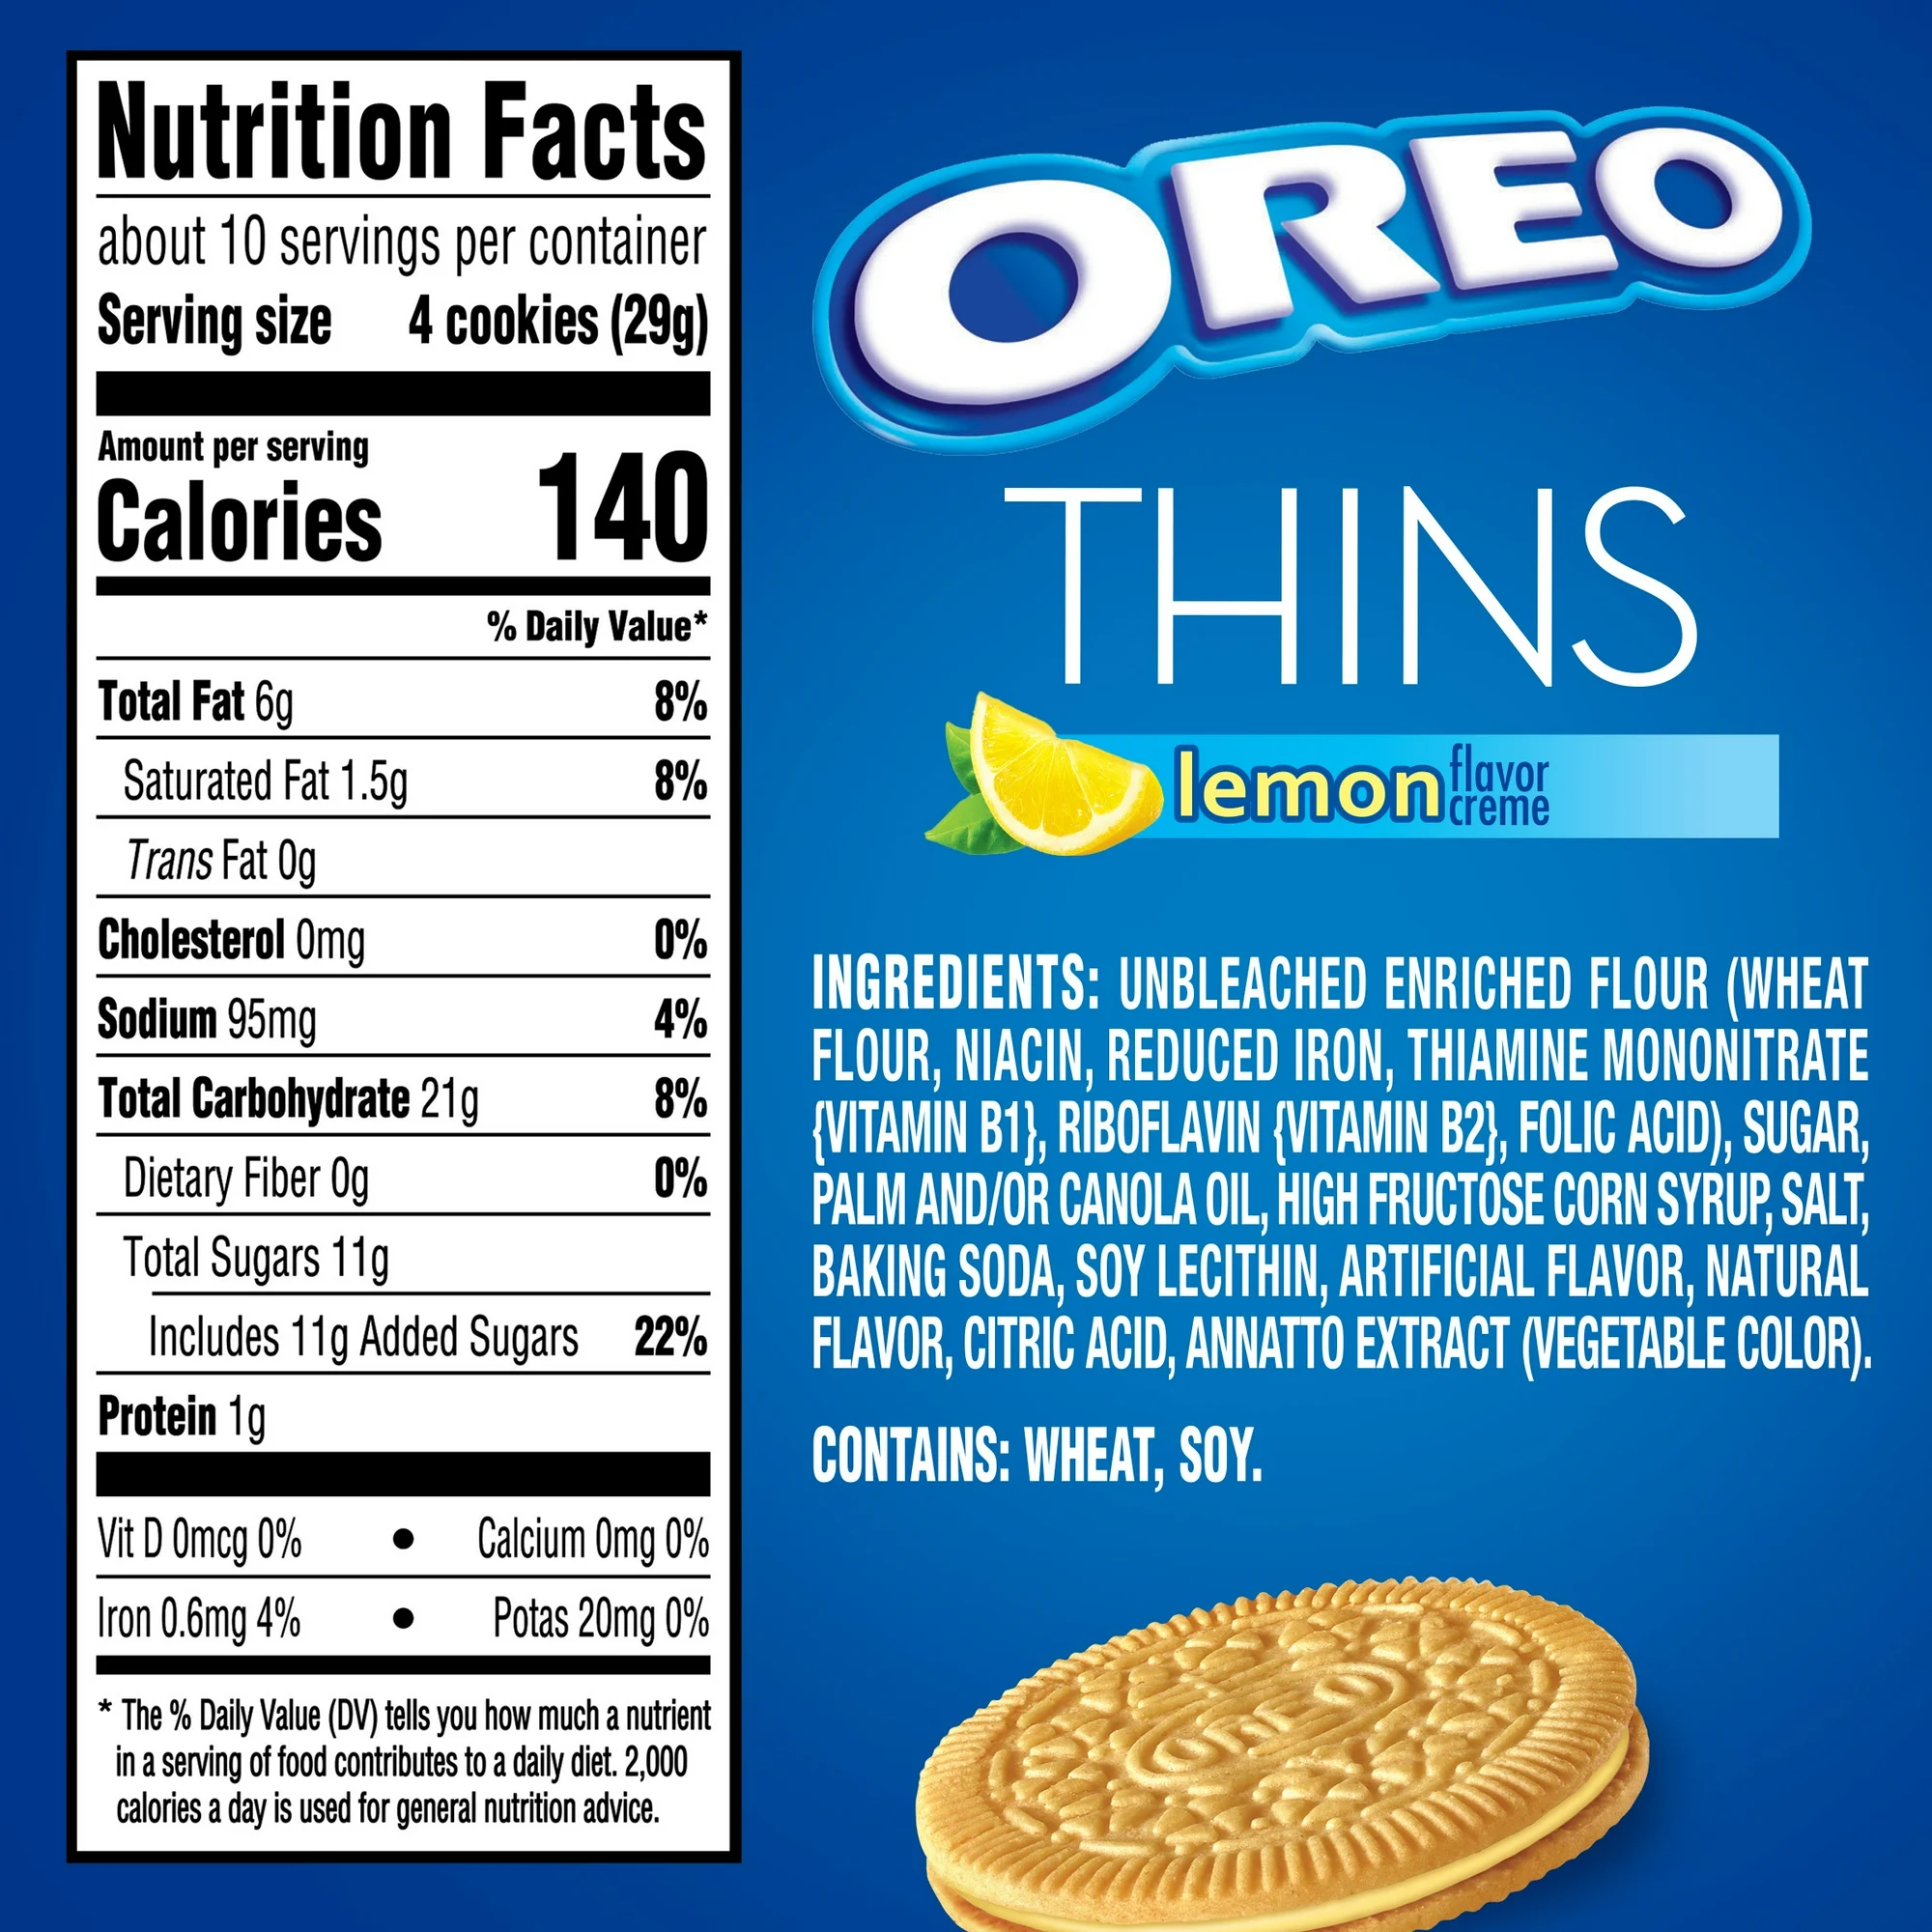 Nutrition Facts
about 10 servings per container
Serving size 4 cookies (29g)
Amount per serving
Calories 140
% Daily Value*
Total Fat 6g 8%
Saturated Fat 1.5g 8%
Trans Fat 0g
Cholesterol 0mg 0%
Sodium 95mg 4%
Total Carbohydrate 21g 8%
Dietary Fiber 0g 0%
Total Sugars 11g
Includes 11g Added Sugars 22%
Protein 1g
Vit D 0mcg 0% • Calcium 0mg 0%
Iron 0.6mg 4% • Potas 20mg 0%
* The % Daily Value (DV) tells you how much a nutrient
in a serving of food contributes to a daily diet. 2,000
calories a day is used for general nutrition advice.
OREO
THINS
lemon flavor
creme
INGREDIENTS: UNBLEACHED ENRICHED FLOUR (WHEAT
FLOUR, NIACIN, REDUCED IRON, THIAMINE MONONITRATE
{VITAMIN B1}, RIBOFLAVIN {VITAMIN B2}, FOLIC ACID), SUGAR,
PALM AND/OR CANOLA OIL, HIGH FRUCTOSE CORN SYRUP, SALT,
BAKING SODA, SOY LECITHIN, ARTIFICIAL FLAVOR, NATURAL
FLAVOR, CITRIC ACID, ANNATTO EXTRACT (VEGETABLE COLOR).
CONTAINS: WHEAT, SOY.
OREO